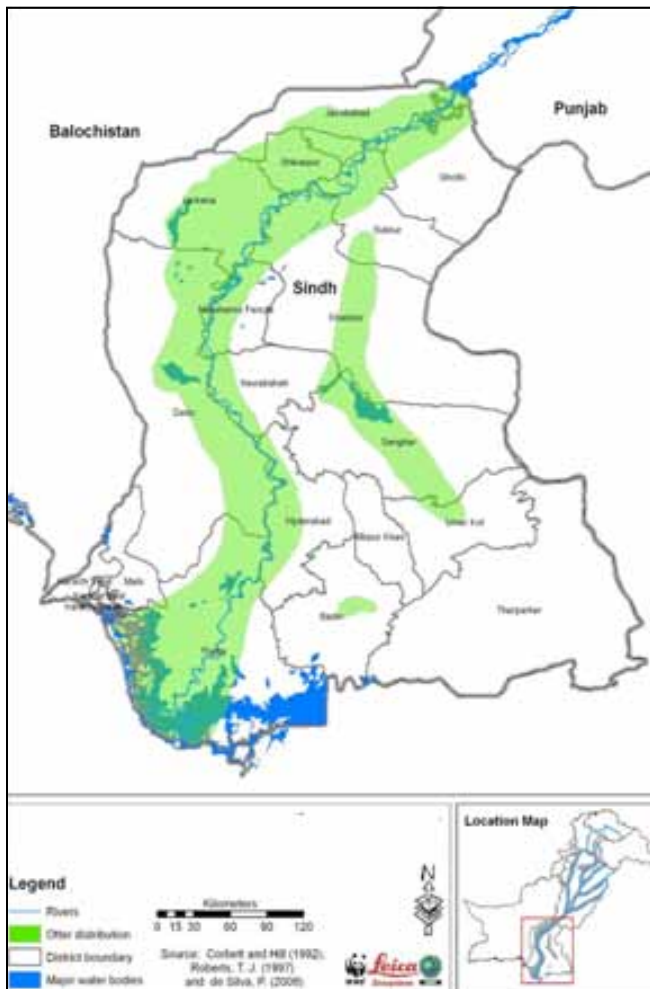 Punjab
Balochistan
Jacobabad
Shikarpur
Ghotki
Larkana
Sukkur
Sindh
Naushahro Feroze
Khairpur
Nawabshah
Dadu
Sanghar
Hyderabad
Mirpur Khas
Umer Kot
Badin
Tharparkar
Thatta
Location Map
Legend
Rivers
Otter distribution
District boundary
Major water bodies
Kilometers
0 15 30 60 90 120
Source: Corbett and Hill (1992);
Roberts, T. J. (1997)
and de Silva, P. (2006)
N
WWF
Leica